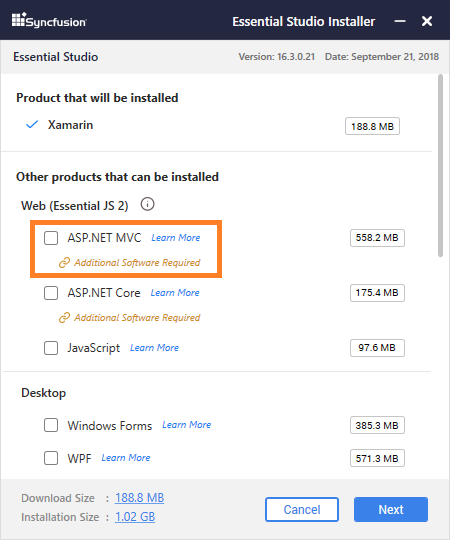 Syncfusion Essential Studio Installer
Essential Studio Version: 16.3.0.21 Date: September 21, 2018
Product that will be installed
Xamarin 188.8 MB
Other products that can be installed
Web (Essential JS 2)
ASP.NET MVC Learn More 558.2 MB
Additional Software Required
ASP.NET Core Learn More 175.4 MB
Additional Software Required
JavaScript Learn More 97.6 MB
Desktop
Windows Forms Learn More 385.3 MB
WPF Learn More 571.3 MB
Download Size : 188.8 MB
Installation Size : 1.02 GB
Cancel Next